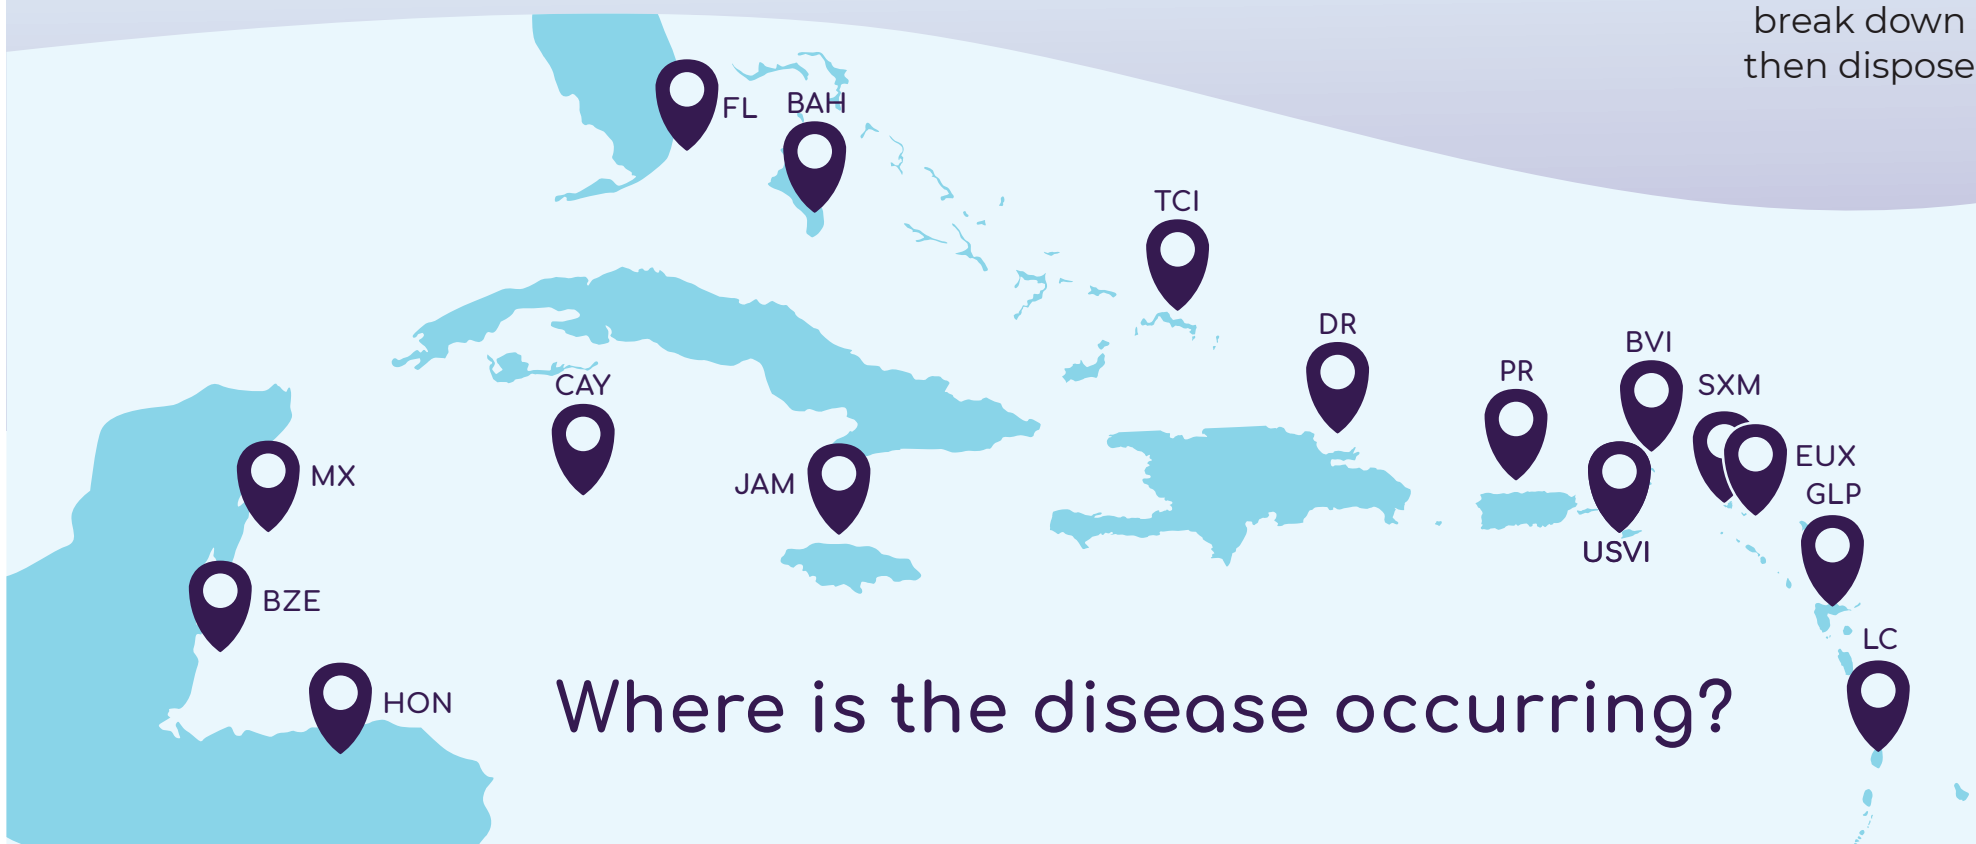 break down
then dispose
FL
BAH
TCI
DR
BVI
PR
SXM
CAY
EUX
MX
JAM
GLP
USVI
BZE
LC
HON
Where is the disease occurring?